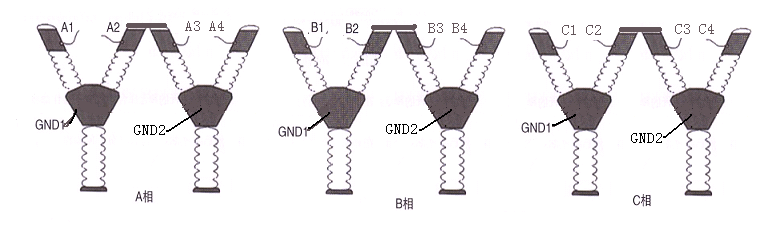 A1 A2 A3 A4
GND1 GND2
A相
B1, B2 B3 B4
GND1 GND2
B相
C1 C2 C3 C4
GND1 GND2
C相